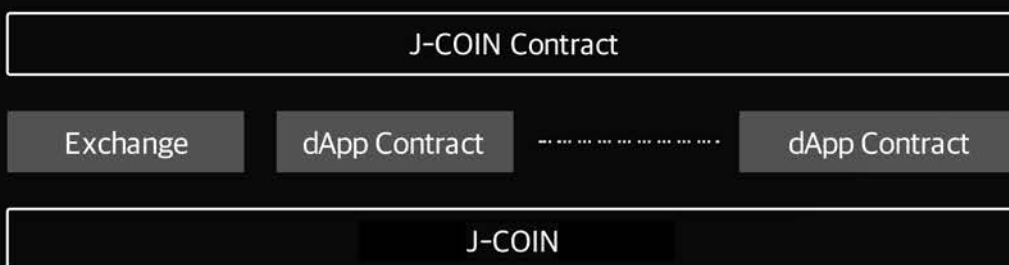 J-COIN Contract
Exchange dApp Contract dApp Contract
J-COIN